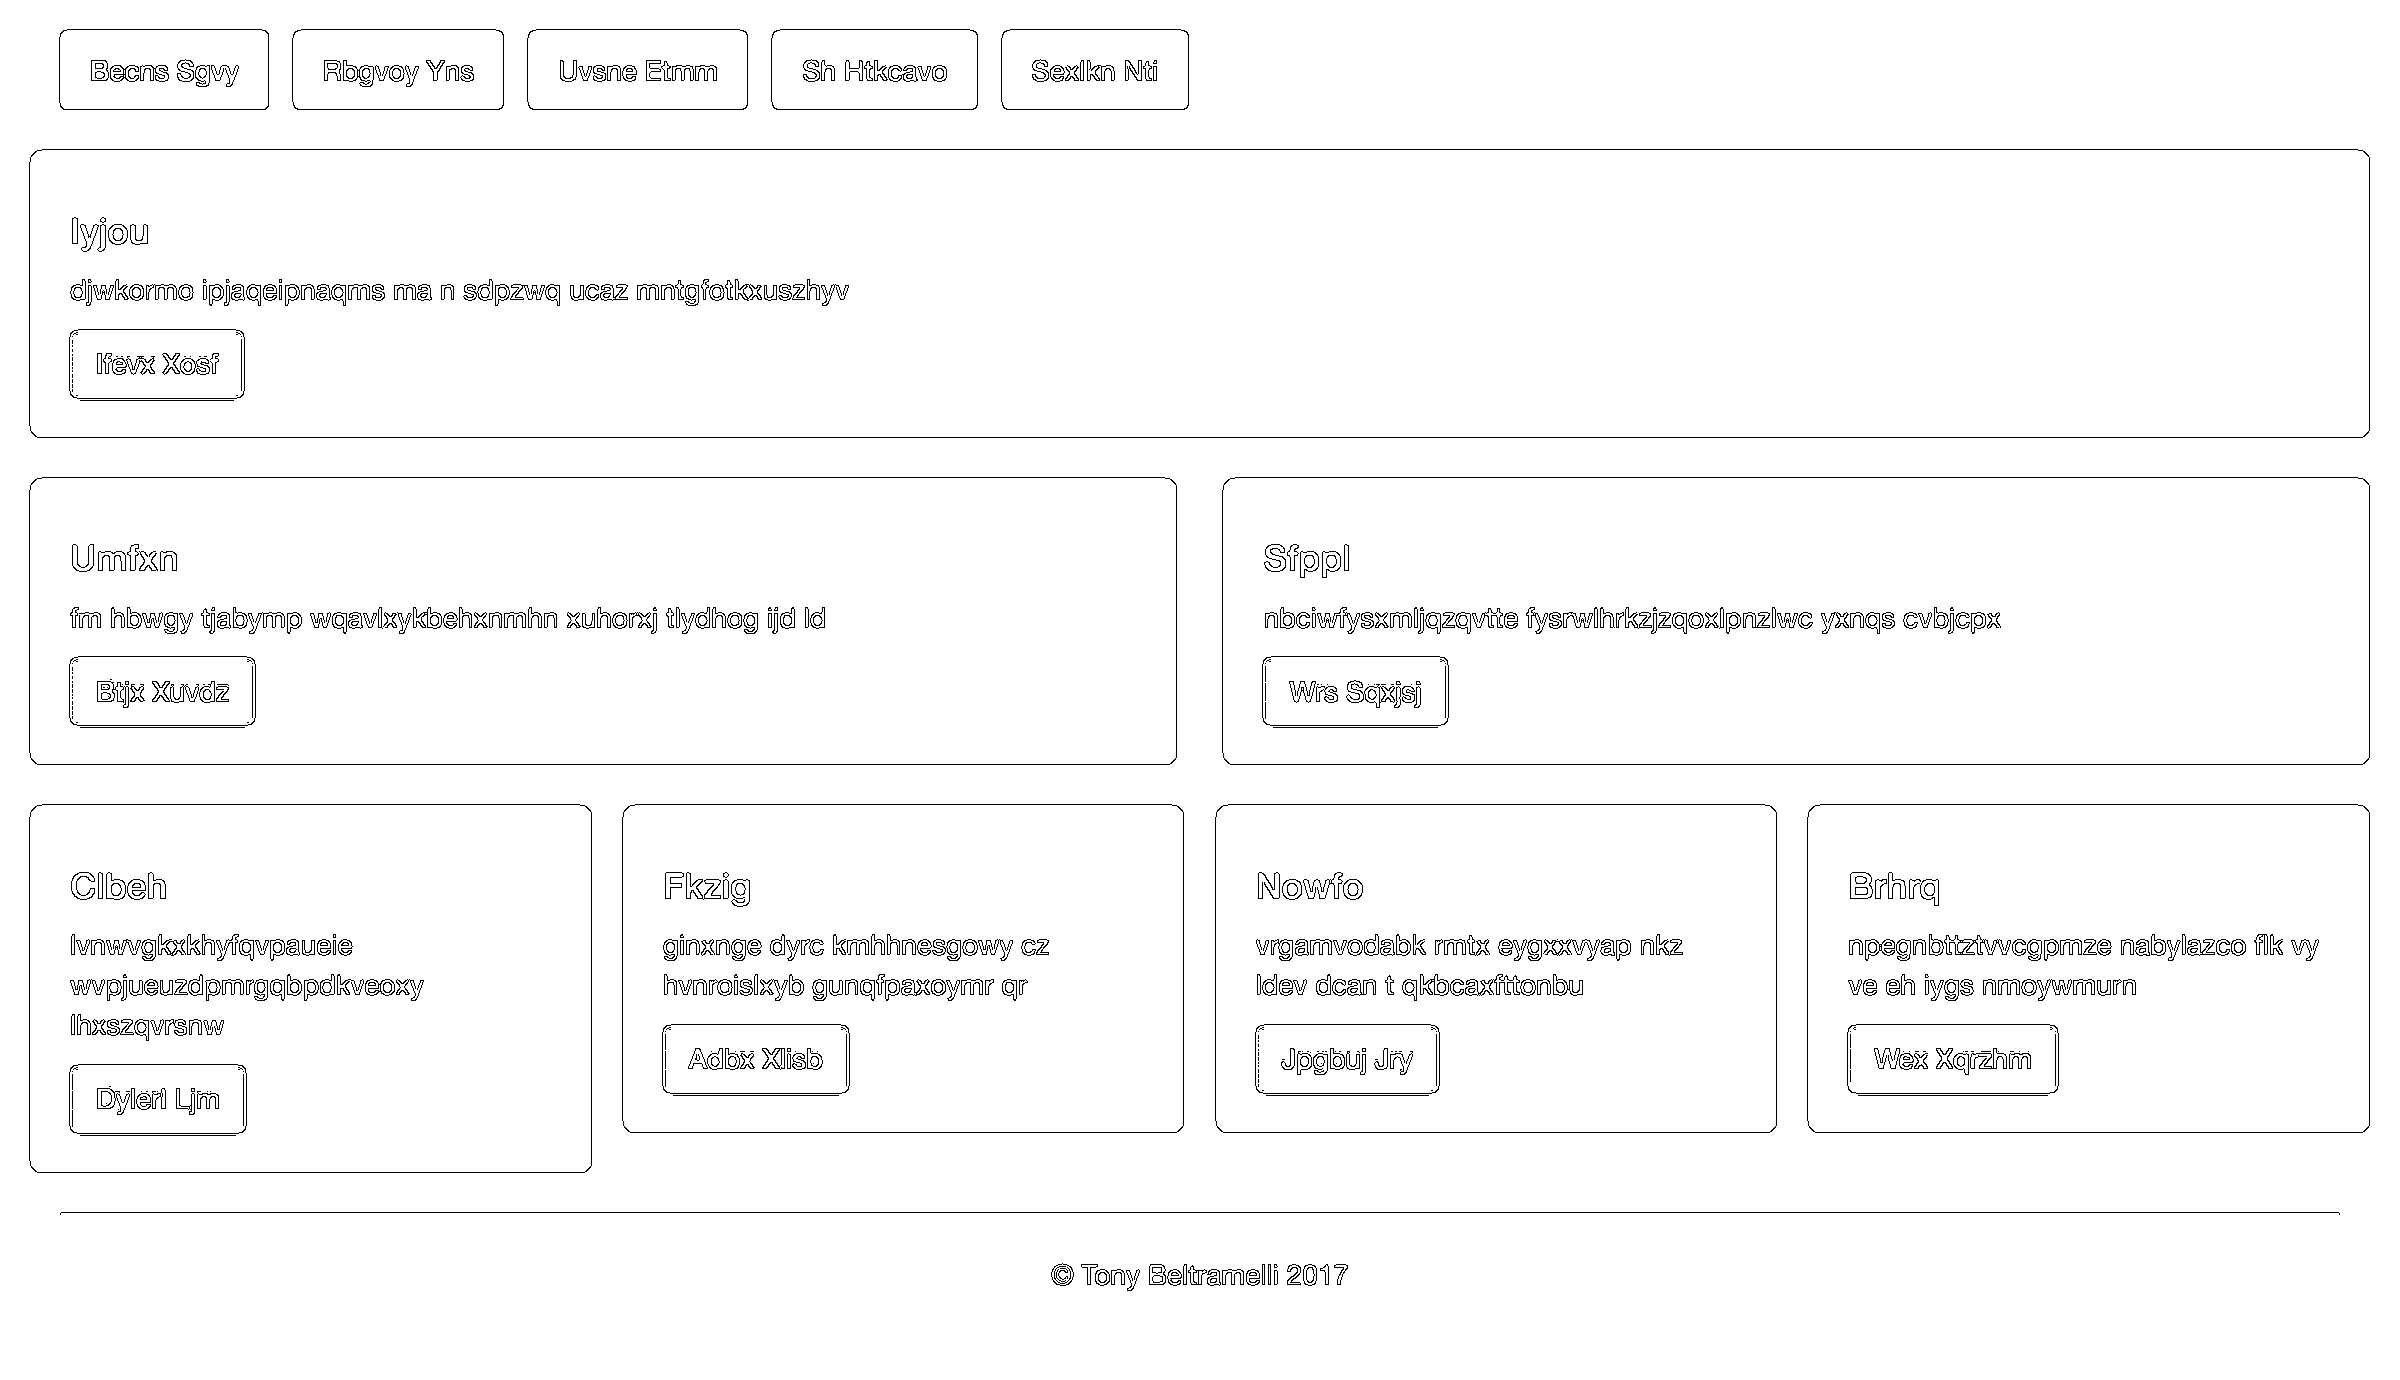 Becns Sgvy
Rbgvoy Yns
Uvsne Etmm
Sh Htkcavo
Sexlkn Nti
Iyjou
djwkormo ipjaqeipnaqms ma n sdpzwq ucaz mntgfotkxuszhyv
Ifevx Xosf
Umfxn
fm hbwgy tjabymp wqavlxykbehxnmhn xuhorxj tlydhog ijd ld
Btjx Xuvdz
Sfppl
nbciwfysxmljqzqvtte fysrwlhrkzjzqoxlpnzlwc yxnqs cvbjcpx
Wrs Sqxjsj
Clbeh
lvnwvgkxkhyfqvpaueie
wvpjueuzdpmrgqbpdkveoxy
lhxszqvrsnw
Dylerl Ljm
Fkzig
ginxnge dyrc kmhhnesgowy cz
hvnroislxyb gunqfpaxoymr qr
Adbx Xlisb
Nowfo
vrgamvodabk rmtx eygxxvyap nkz
ldev dcan t qkbcaxfttonbu
Jpgbuj Jry
Brhrq
npegnbttztvvcgpmze nabylazco flk vy
ve eh iygs nrmoywmurn
Wex Xqrzhm
© Tony Beltramelli 2017